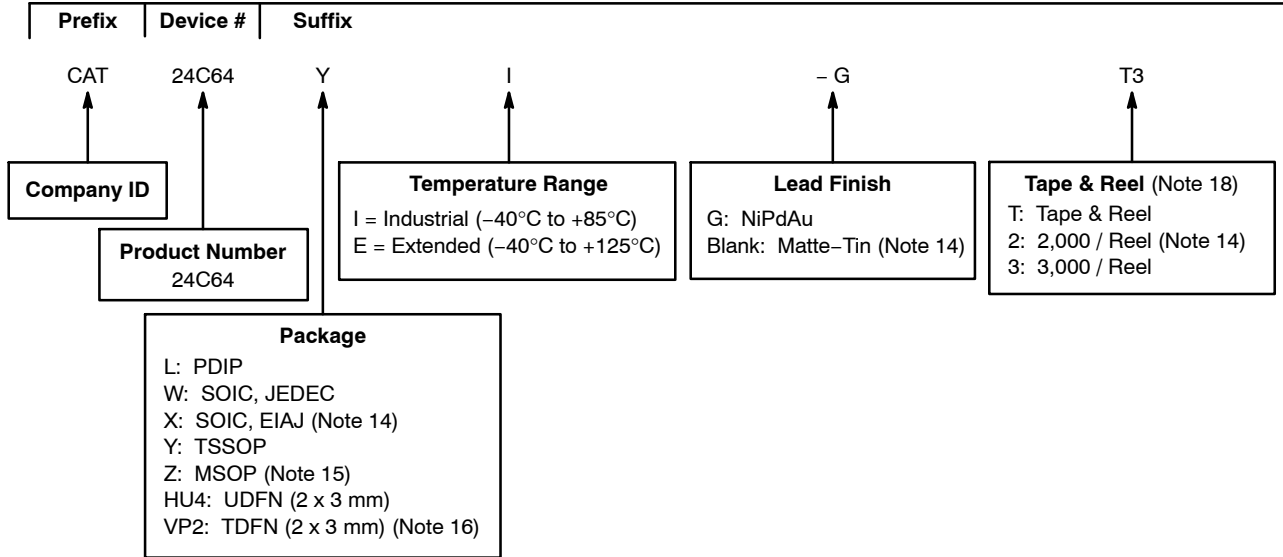 Prefix Device # Suffix
CAT 24C64 Y I – G T3
Company ID
Product Number
24C64
Package
L: PDIP
W: SOIC, JEDEC
X: SOIC, EIAJ (Note 14)
Y: TSSOP
Z: MSOP (Note 15)
HU4: UDFN (2 x 3 mm)
VP2: TDFN (2 x 3 mm) (Note 16)
Temperature Range
I = Industrial (−40°C to +85°C)
E = Extended (−40°C to +125°C)
Lead Finish
G: NiPdAu
Blank: Matte−Tin (Note 14)
Tape & Reel (Note 18)
T: Tape & Reel
2: 2,000 / Reel (Note 14)
3: 3,000 / Reel